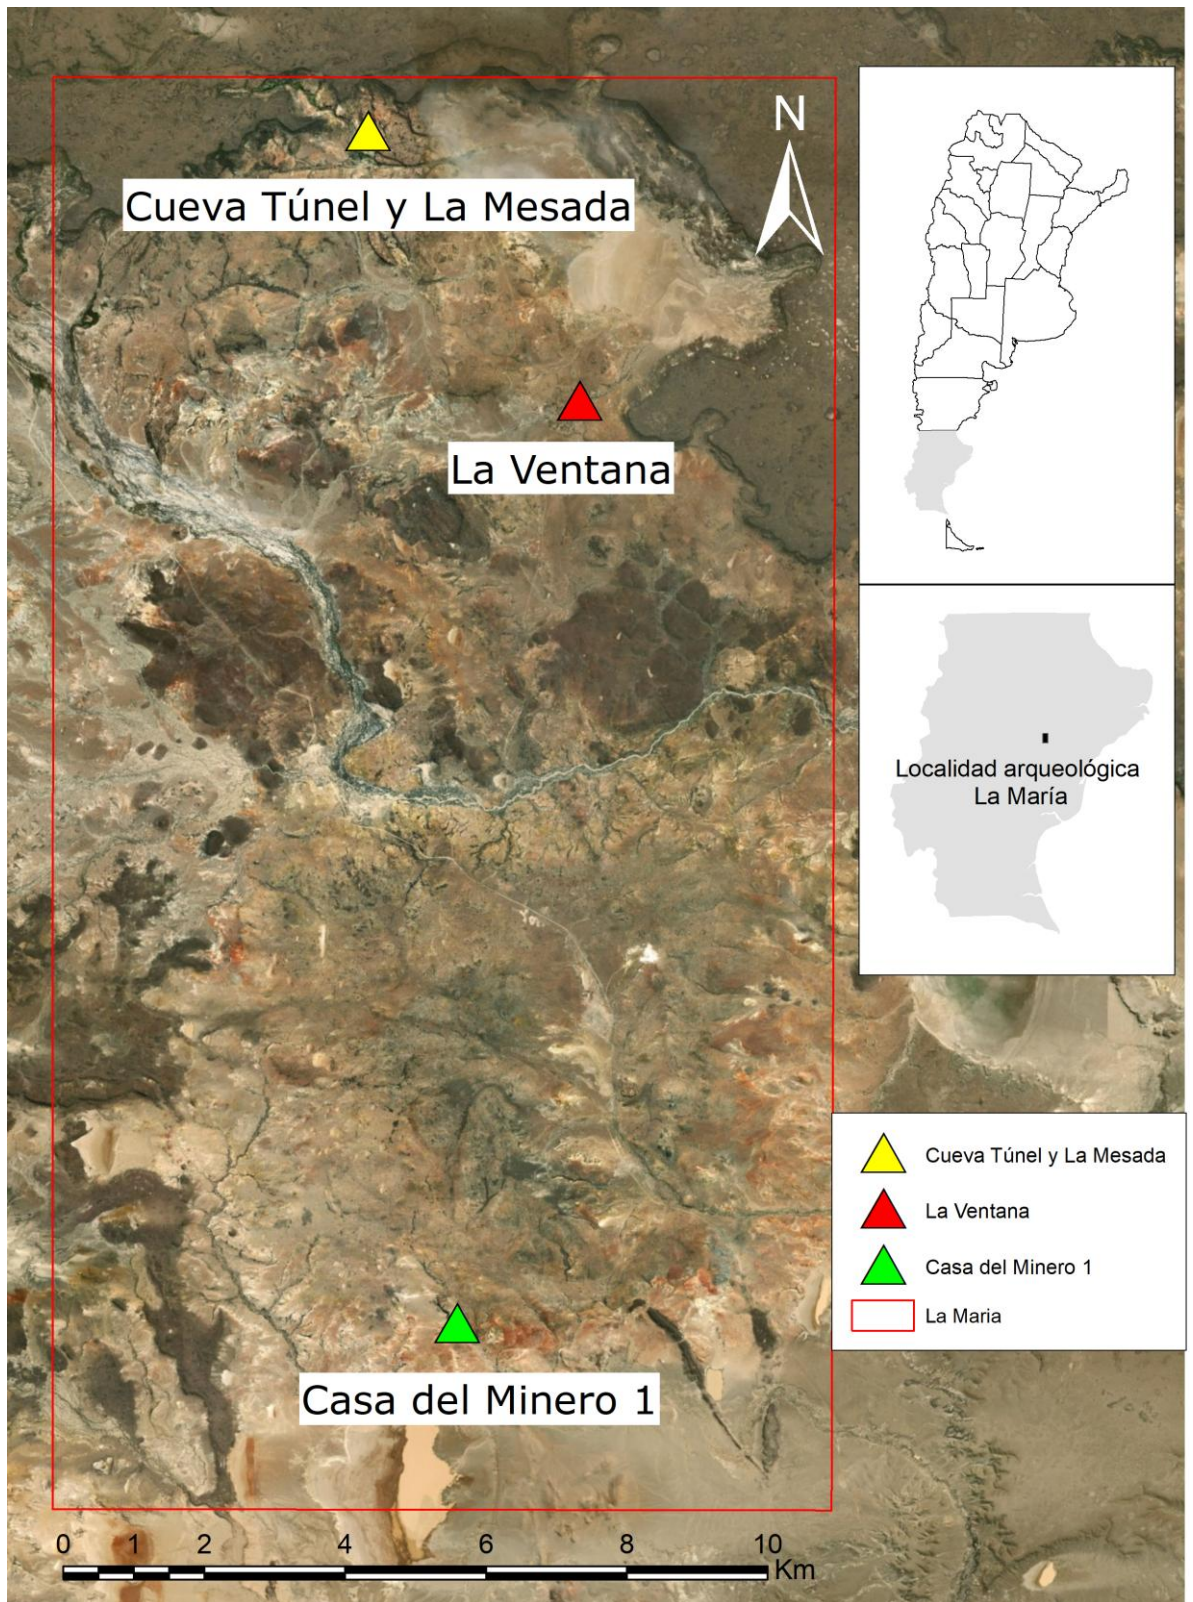 N
Cueva Túnel y La Mesada
La Ventana
Casa del Minero 1
Localidad arqueológica
La María
Cueva Túnel y La Mesada
La Ventana
Casa del Minero 1
La Maria
0 1 2 4 6 8 10
Km